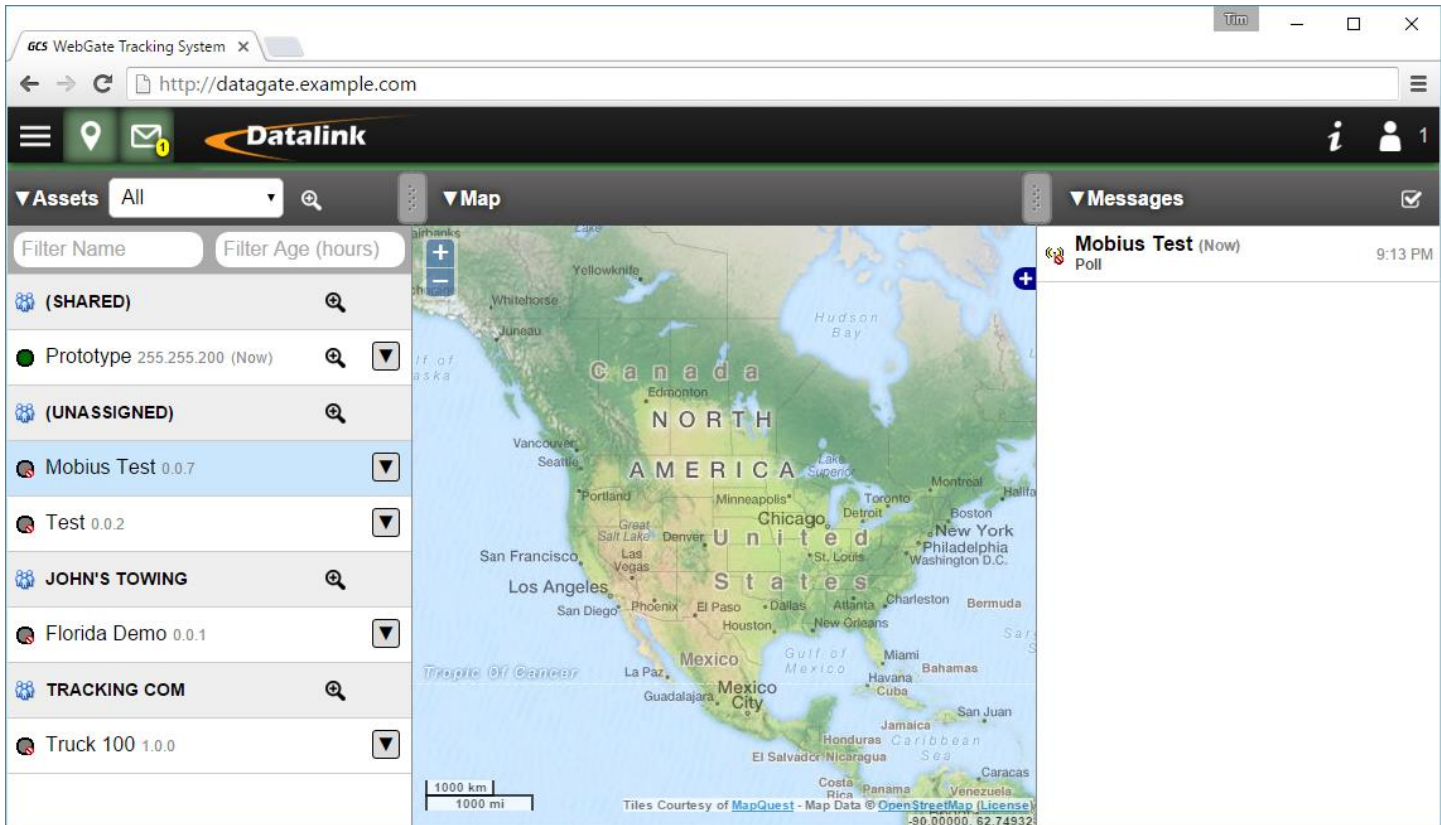 Tim
GCS WebGate Tracking System
http://datagate.example.com
1
Datalink
i
1
▼Assets All
▼Map
▼Messages
Filter Name Filter Age (hours)
(SHARED)
Prototype 255.255.200 (Now)
(UNASSIGNED)
Mobius Test 0.0.7
Test 0.0.2
JOHN'S TOWING
Florida Demo 0.0.1
TRACKING COM
Truck 100 1.0.0
Lake
Yellowknife
Whitehorse
Juneau
Hudson
Bay
Canada
Edmonton
NORTH
AMERICA
Vancouver
Seattle
Lake
Superior
Montreal
Portland
Minneapolis
Toronto
Chicago
Detroit
Boston
Great
Salt Lake
Denver
United
New York
San Francisco
Las
Vegas
St. Louis
Philadelphia
Washington D.C.
Los Angeles
States
San Diego
Phoenix
El Paso
Dallas
Atlanta
Charleston
Bermuda
Houston
New Orleans
Tropic Of Cancer
La Paz
Mexico
Gulf of
Mexico
Miami
Bahamas
Havana
Cuba
Guadalajara
Mexico
City
San Juan
Jamaica
Honduras
Caribbean
Sea
El Salvador
Nicaragua
Caracas
Costa
Rica
Panama
Venezuela
1000 km
1000 mi
Tiles Courtesy of MapQuest - Map Data © OpenStreetMap (License)
-90.00000, 62.74932
Mobius Test (Now)
Poll
9:13 PM